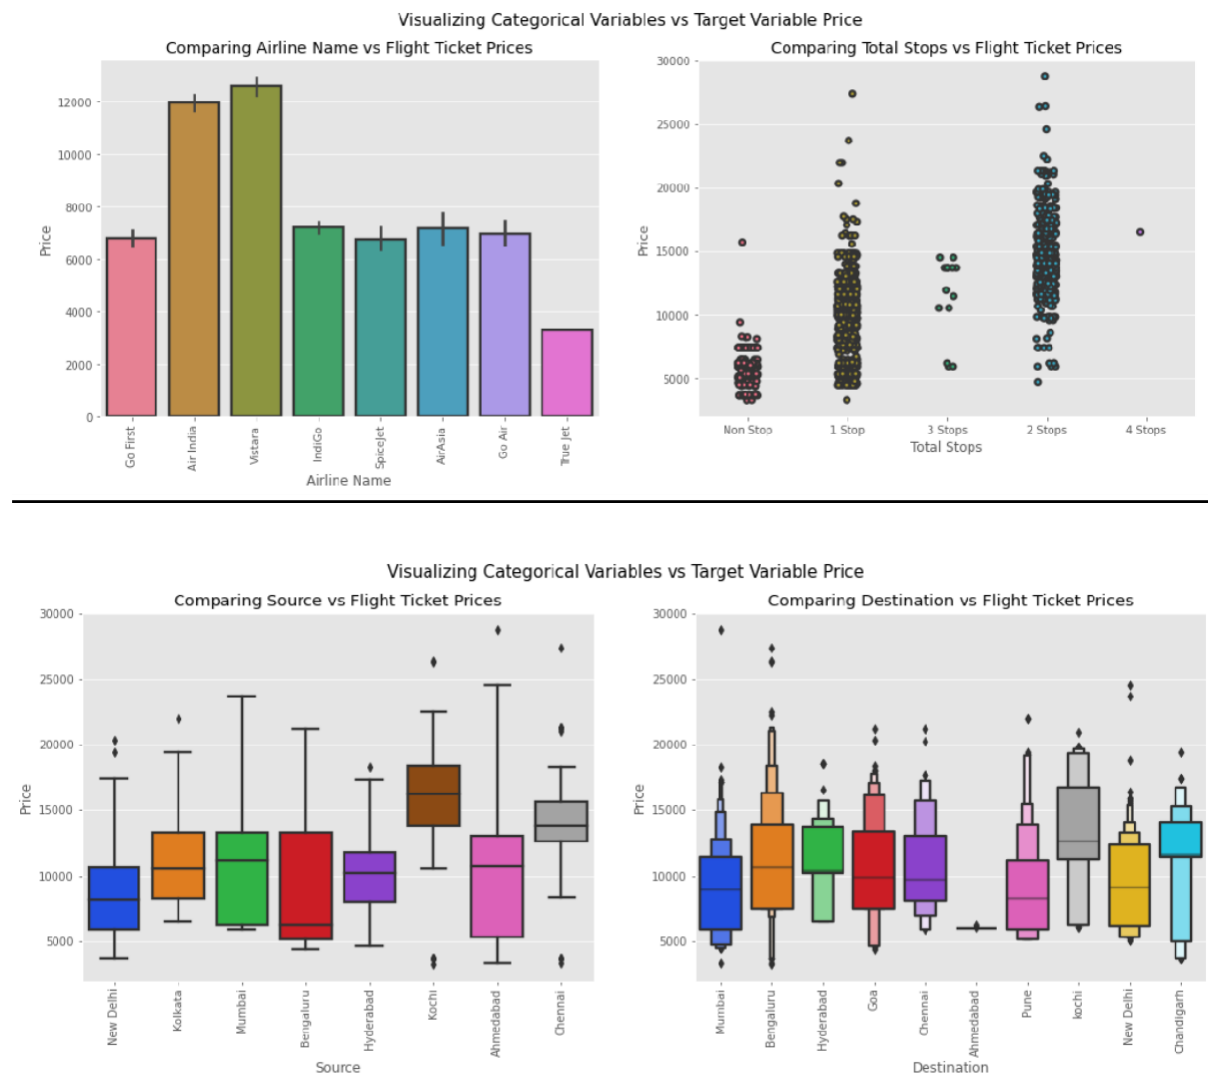 Visualizing Categorical Variables vs Target Variable Price
Comparing Airline Name vs Flight Ticket Prices
12000
10000
8000
6000
4000
2000
0
Price
Go First
Air India
Vistara
IndiGo
SpiceJet
AirAsia
Go Air
True Jet
Airline Name
Comparing Total Stops vs Flight Ticket Prices
30000
25000
20000
15000
10000
5000
Price
Non Stop
1 Stop
3 Stops
2 Stops
4 Stops
Total Stops
Visualizing Categorical Variables vs Target Variable Price
Comparing Source vs Flight Ticket Prices
30000
25000
20000
15000
10000
5000
Price
New Delhi
Kolkata
Mumbai
Bengaluru
Hyderabad
Kochi
Ahmedabad
Chennai
Source
Comparing Destination vs Flight Ticket Prices
30000
25000
20000
15000
10000
5000
Price
Mumbai
Bengaluru
Hyderabad
Goa
Chennai
Ahmedabad
Pune
kochi
New Delhi
Chandigarh
Destination